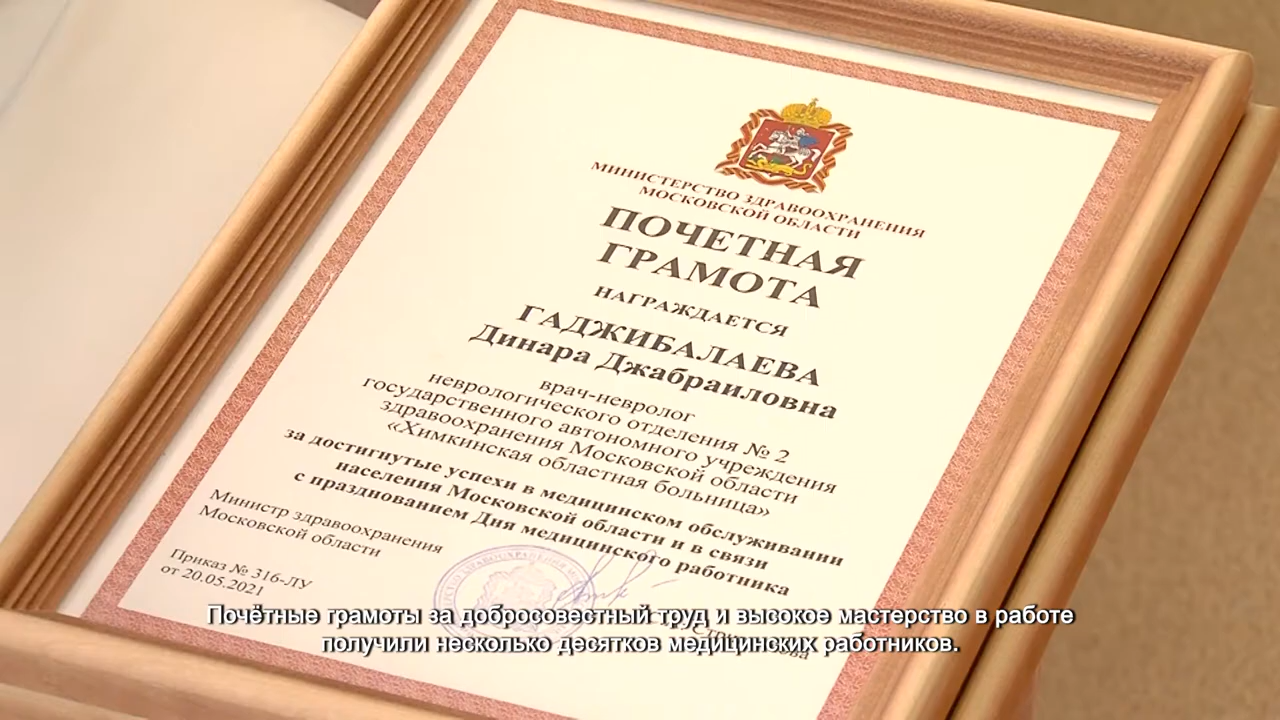 МИНИСТЕРСТВО ЗДРАВООХРАНЕНИЯ
МОСКОВСКОЙ ОБЛАСТИ
ПОЧЕТНАЯ
ГРАМОТА
НАГРАЖДАЕТСЯ
ГАДЖИБАЛАЕВА
Динара Джабраиловна
врач-невролог
неврологического отделения № 2
государственного автономного учреждения
здравоохранения Московской области
«Химкинская областная больница»
за достигнутые успехи в медицинском обслуживании
населения Московской области и в связи
с празднованием Дня медицинского работника
Министр здравоохранения
Московской области
Приказ № 316-ЛУ
от 20.05.2021
Почётные грамоты за добросовестный труд и высокое мастерство в работе
получили несколько десятков медицинских работников.